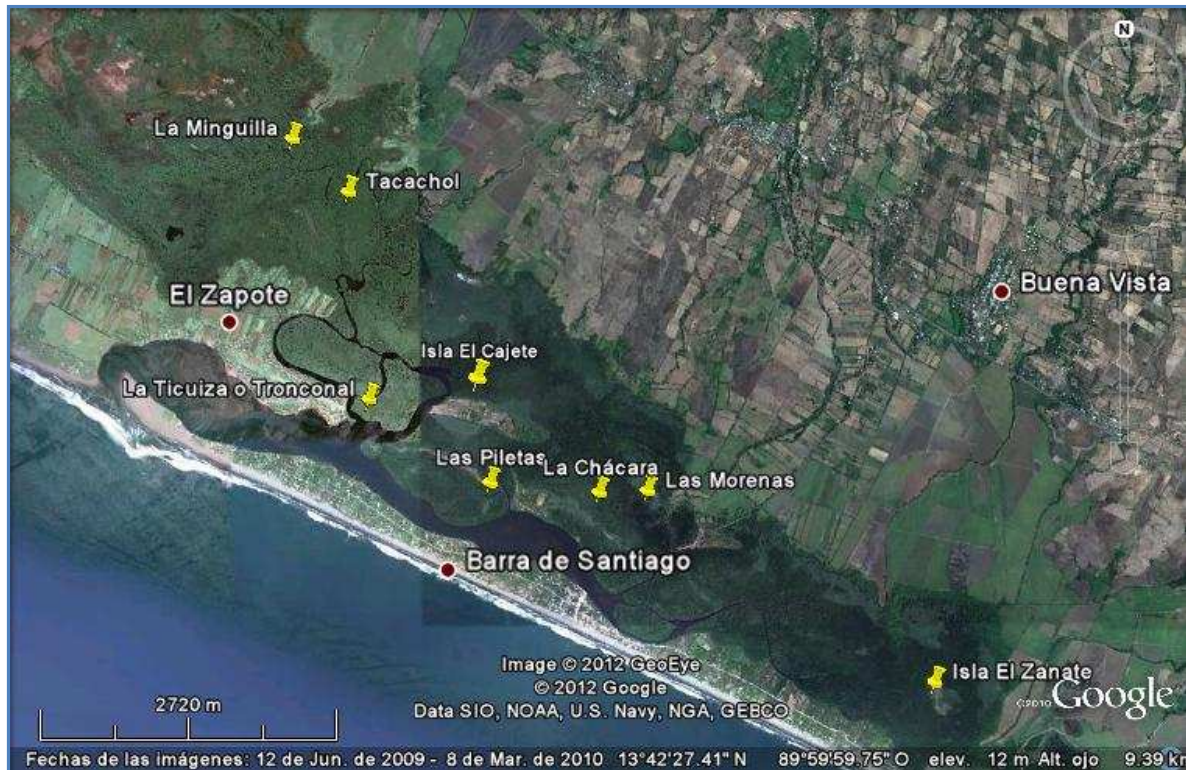 N
La Minguilla
Tacachol
Buena Vista
El Zapote
Isla El Cajete
La Ticuiza o Tronconal
Las Piletas
La Chácara
Las Morenas
Barra de Santiago
Image © 2012 GeoEye
© 2012 Google
Data SIO, NOAA, U.S. Navy, NGA, GEBCO
Isla El Zanate
©2010 Google
2720 m
Fechas de las imágenes: 12 de Jun. de 2009 - 8 de Mar. de 2010 13°42'27.41" N 89°59'59.75" O elev. 12 m Alt. ojo 9.39 km